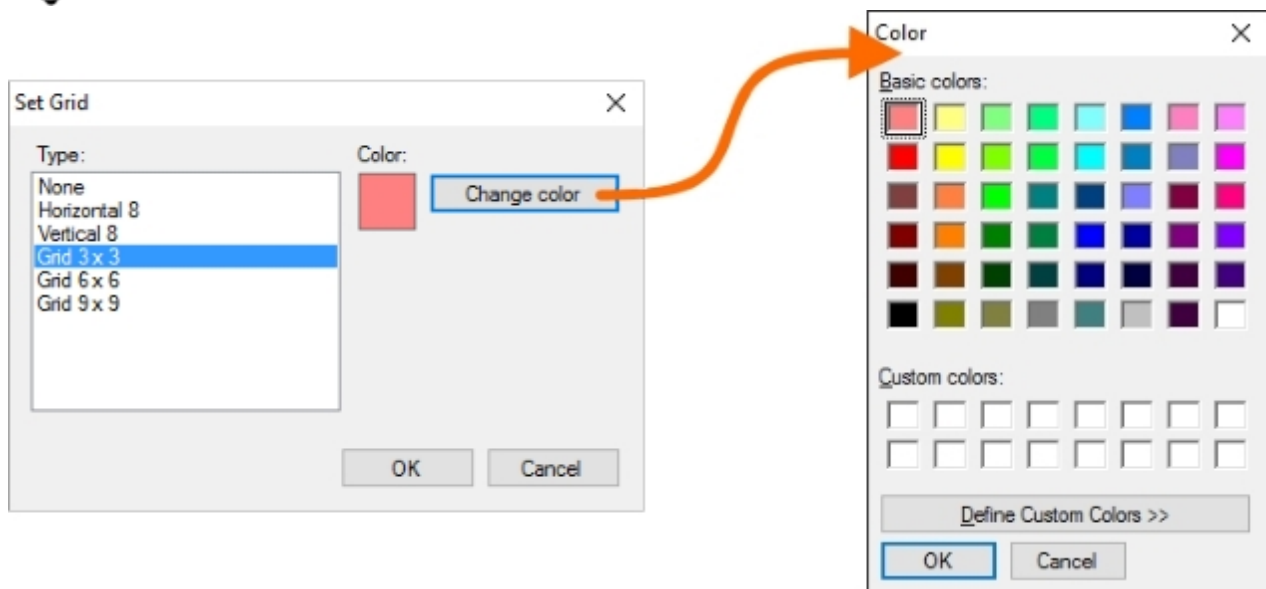 Set Grid
Type:
None
Horizontal 8
Vertical 8
Grid 3 x 3
Grid 6 x 6
Grid 9 x 9
Color:
Change color
OK
Cancel
Color
Basic colors:
Custom colors:
Define Custom Colors >>
OK
Cancel